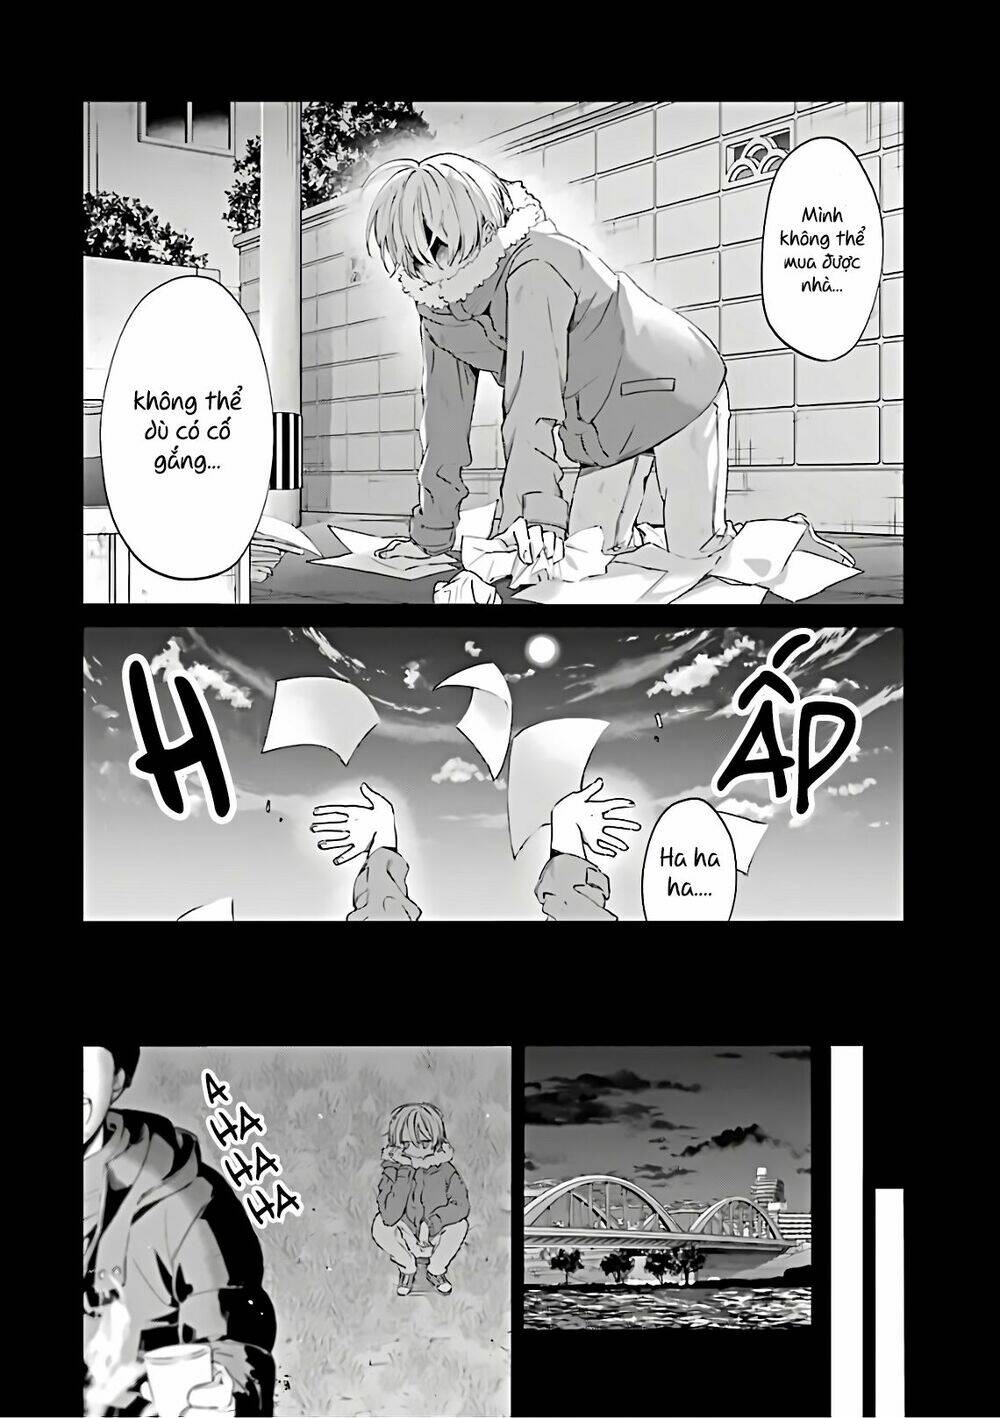 Mình
không thể
mua được
nhà...
không thể
dù có cố
gắng...
H ẤP
Ha ha
ha....
A
HA
HA
HA